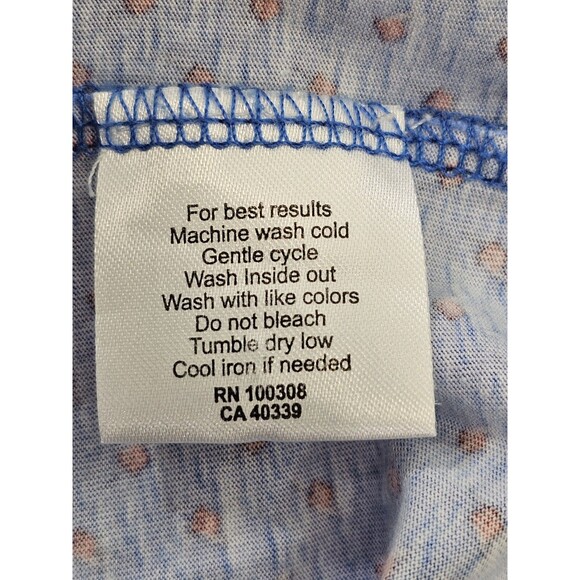 For best results
Machine wash cold
Gentle cycle
Wash Inside out
Wash with like colors
Do not bleach
Tumble dry low
Cool iron if needed
RN 100308
CA 40339